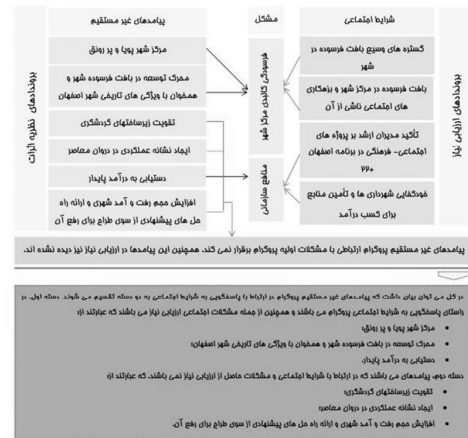 شرایط اجتماعی
مشکل
پیامدهای غیر مستقیم
بروندادهای ارزیابی نیاز
گستره های وسیع بافت فرسوده در
شهر
بافت فرسوده در مرکز شهر و بزهکاری
های اجتماعی ناشی از آن
تأکید مدیران ارشد بر پروژه های
اجتماعی- فرهنگی در برنامه اصفهان
+۲۲
خودکفایی شهرداری ها و تأمین منابع
برای کسب درآمد
فرسودگی کالبدی مرکز شهر
منافع سازمانی
مرکز شهر پویا و پر رونق
محرک توسعه در بافت فرسوده شهر و
همخوان با ویژگی های تاریخی شهر اصفهان
تقویت زیرساختهای گردشگری
ایجاد نشانه عملکردی در دروان معاصر
دستیابی به درآمد پایدار
افزایش حجم رفت و آمد شهری و ارائه راه
حل های پیشنهادی از سوی طراح برای رفع آن
بروندادهای نظریه اثرات
پیامدهای غیر مستقیم پروگرام ارتباطی با مشکلات اولیه پروگرام برقرار نمی کند. همچنین این پیامدها در ارزیابی نیاز نیز دیده نشده اند.
در کل می توان بیان داشت که پیامدهای غیر مستقیم پروگرام در ارتباط با پاسخگویی به شرایط اجتماعی به دو دسته تقسیم می شوند. دسته اول، در
راستای پاسخگویی به شرایط اجتماعی پروگرام می باشند و همچنین از جمله مشکلات اجتماعی ارزیابی نیاز می باشند که عبارتند از:
• مرکز شهر پویا و پر رونق؛
• محرک توسعه در بافت فرسوده شهر و همخوان با ویژگی های تاریخی شهر اصفهان؛
• دستیابی به درآمد پایدار.
دسته دوم، پیامدهای می باشند که در ارتباط با شرایط اجتماعی و مشکلات حاصل از ارزیابی نیاز نمی باشند. که عبارتند از:
• تقویت زیرساختهای گردشگری؛
• ایجاد نشانه عملکردی در دروان معاصر؛
• افزایش حجم رفت و آمد شهری و ارائه راه حل های پیشنهادی از سوی طراح برای رفع آن.